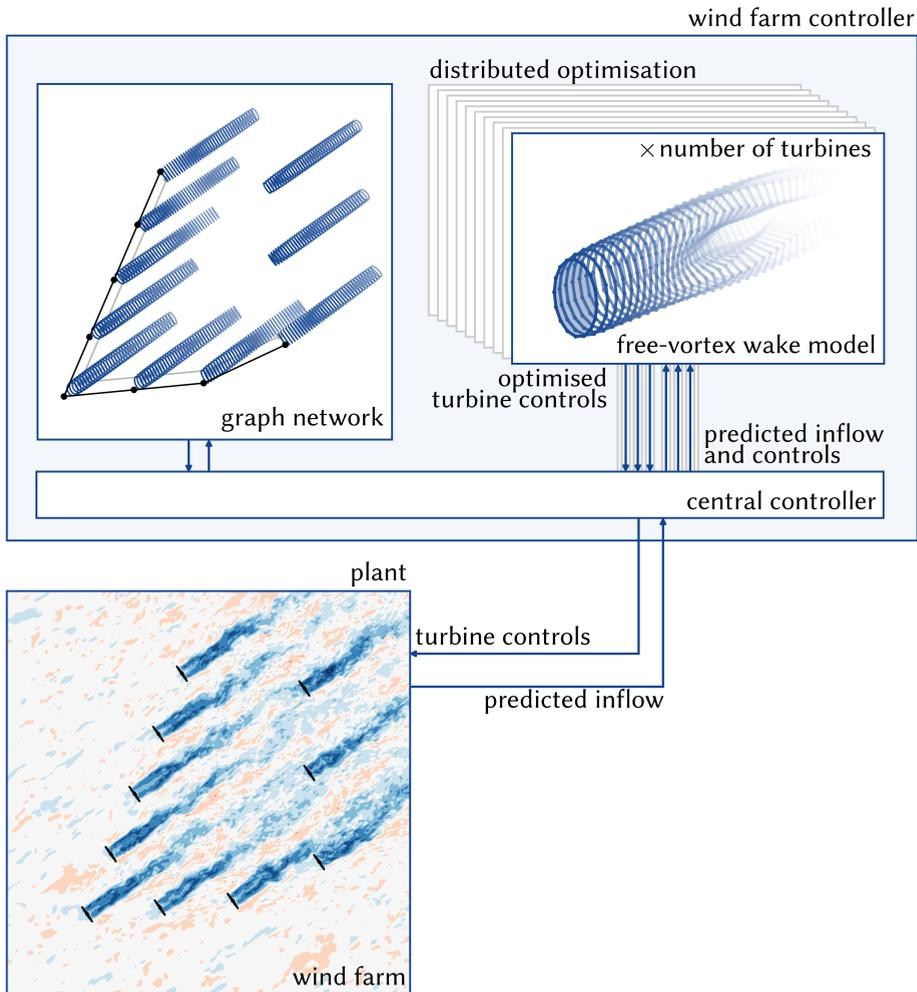 wind farm controller
distributed optimisation
× number of turbines
free-vortex wake model
graph network
optimised
turbine controls
predicted inflow
and controls
central controller
plant
turbine controls
predicted inflow
wind farm